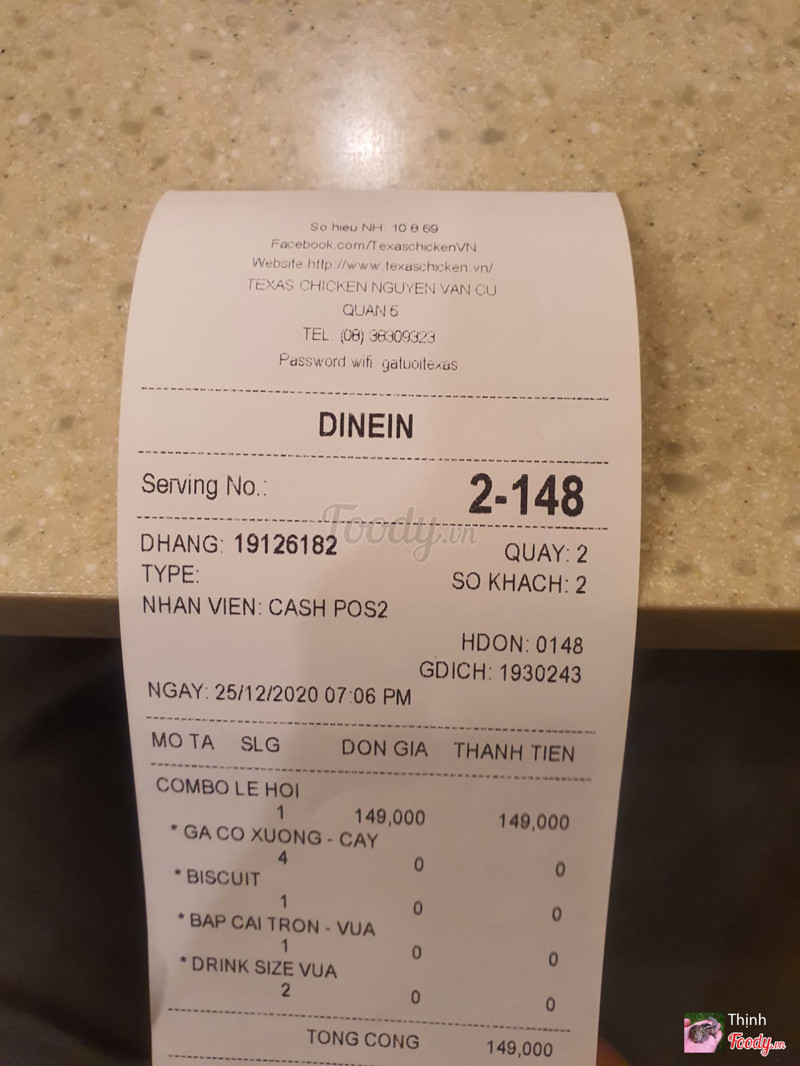 So hieu NH: 10 8 69
Facebook.com/TexaschickenVN
Website http://www.texaschicken.vn/
TEXAS CHICKEN NGUYEN VAN CU
QUAN 5
TEL. (08) 38309323
Password wifi gatuoitexas
DINEIN
Serving No.: 2-148
Foody.vn
DHANG: 19126182 QUAY: 2
TYPE: SO KHACH: 2
NHAN VIEN: CASH POS2
HDON: 0148
GDICH: 1930243
NGAY: 25/12/2020 07:06 PM
MO TA SLG DON GIA THANH TIEN
COMBO LE HOI
1 149,000 149,000
* GA CO XUONG - CAY
4 0 0
* BISCUIT
1 0 0
* BAP CAI TRON - VUA
1 0 0
* DRINK SIZE VUA
2 0 0
TONG CONG 149,000
Thịnh
Foody.vn